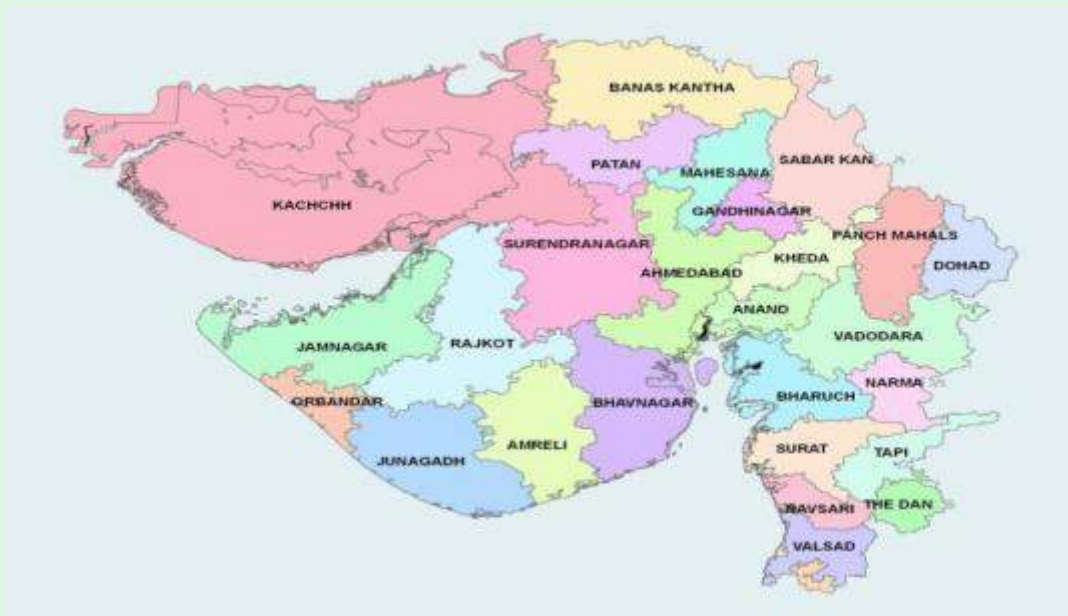 BANAS KANTHA
PATAN
SABAR KAN
MAHESANA
KACHCHH
GANDHINAGAR
PANCH MAHALS
SURENDRANAGAR
KHEDA
DOHAD
AHMEDABAD
ANAND
VADODARA
JAMNAGAR
RAJKOT
NARMA
BHARUCH
ORBANDAR
BHAVNAGAR
AMRELI
SURAT
TAPI
JUNAGADH
THE DAN
NAVSARI
VALSAD